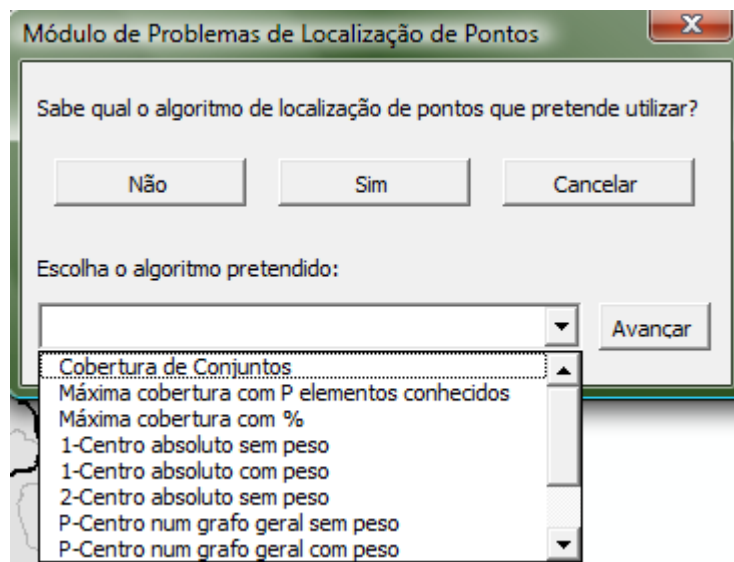 Módulo de Problemas de Localização de Pontos
Sabe qual o algoritmo de localização de pontos que pretende utilizar?
Não
Sim
Cancelar
Escolha o algoritmo pretendido:
Avançar
Cobertura de Conjuntos
Máxima cobertura com P elementos conhecidos
Máxima cobertura com %
1-Centro absoluto sem peso
1-Centro absoluto com peso
2-Centro absoluto sem peso
P-Centro num grafo geral sem peso
P-Centro num grafo geral com peso